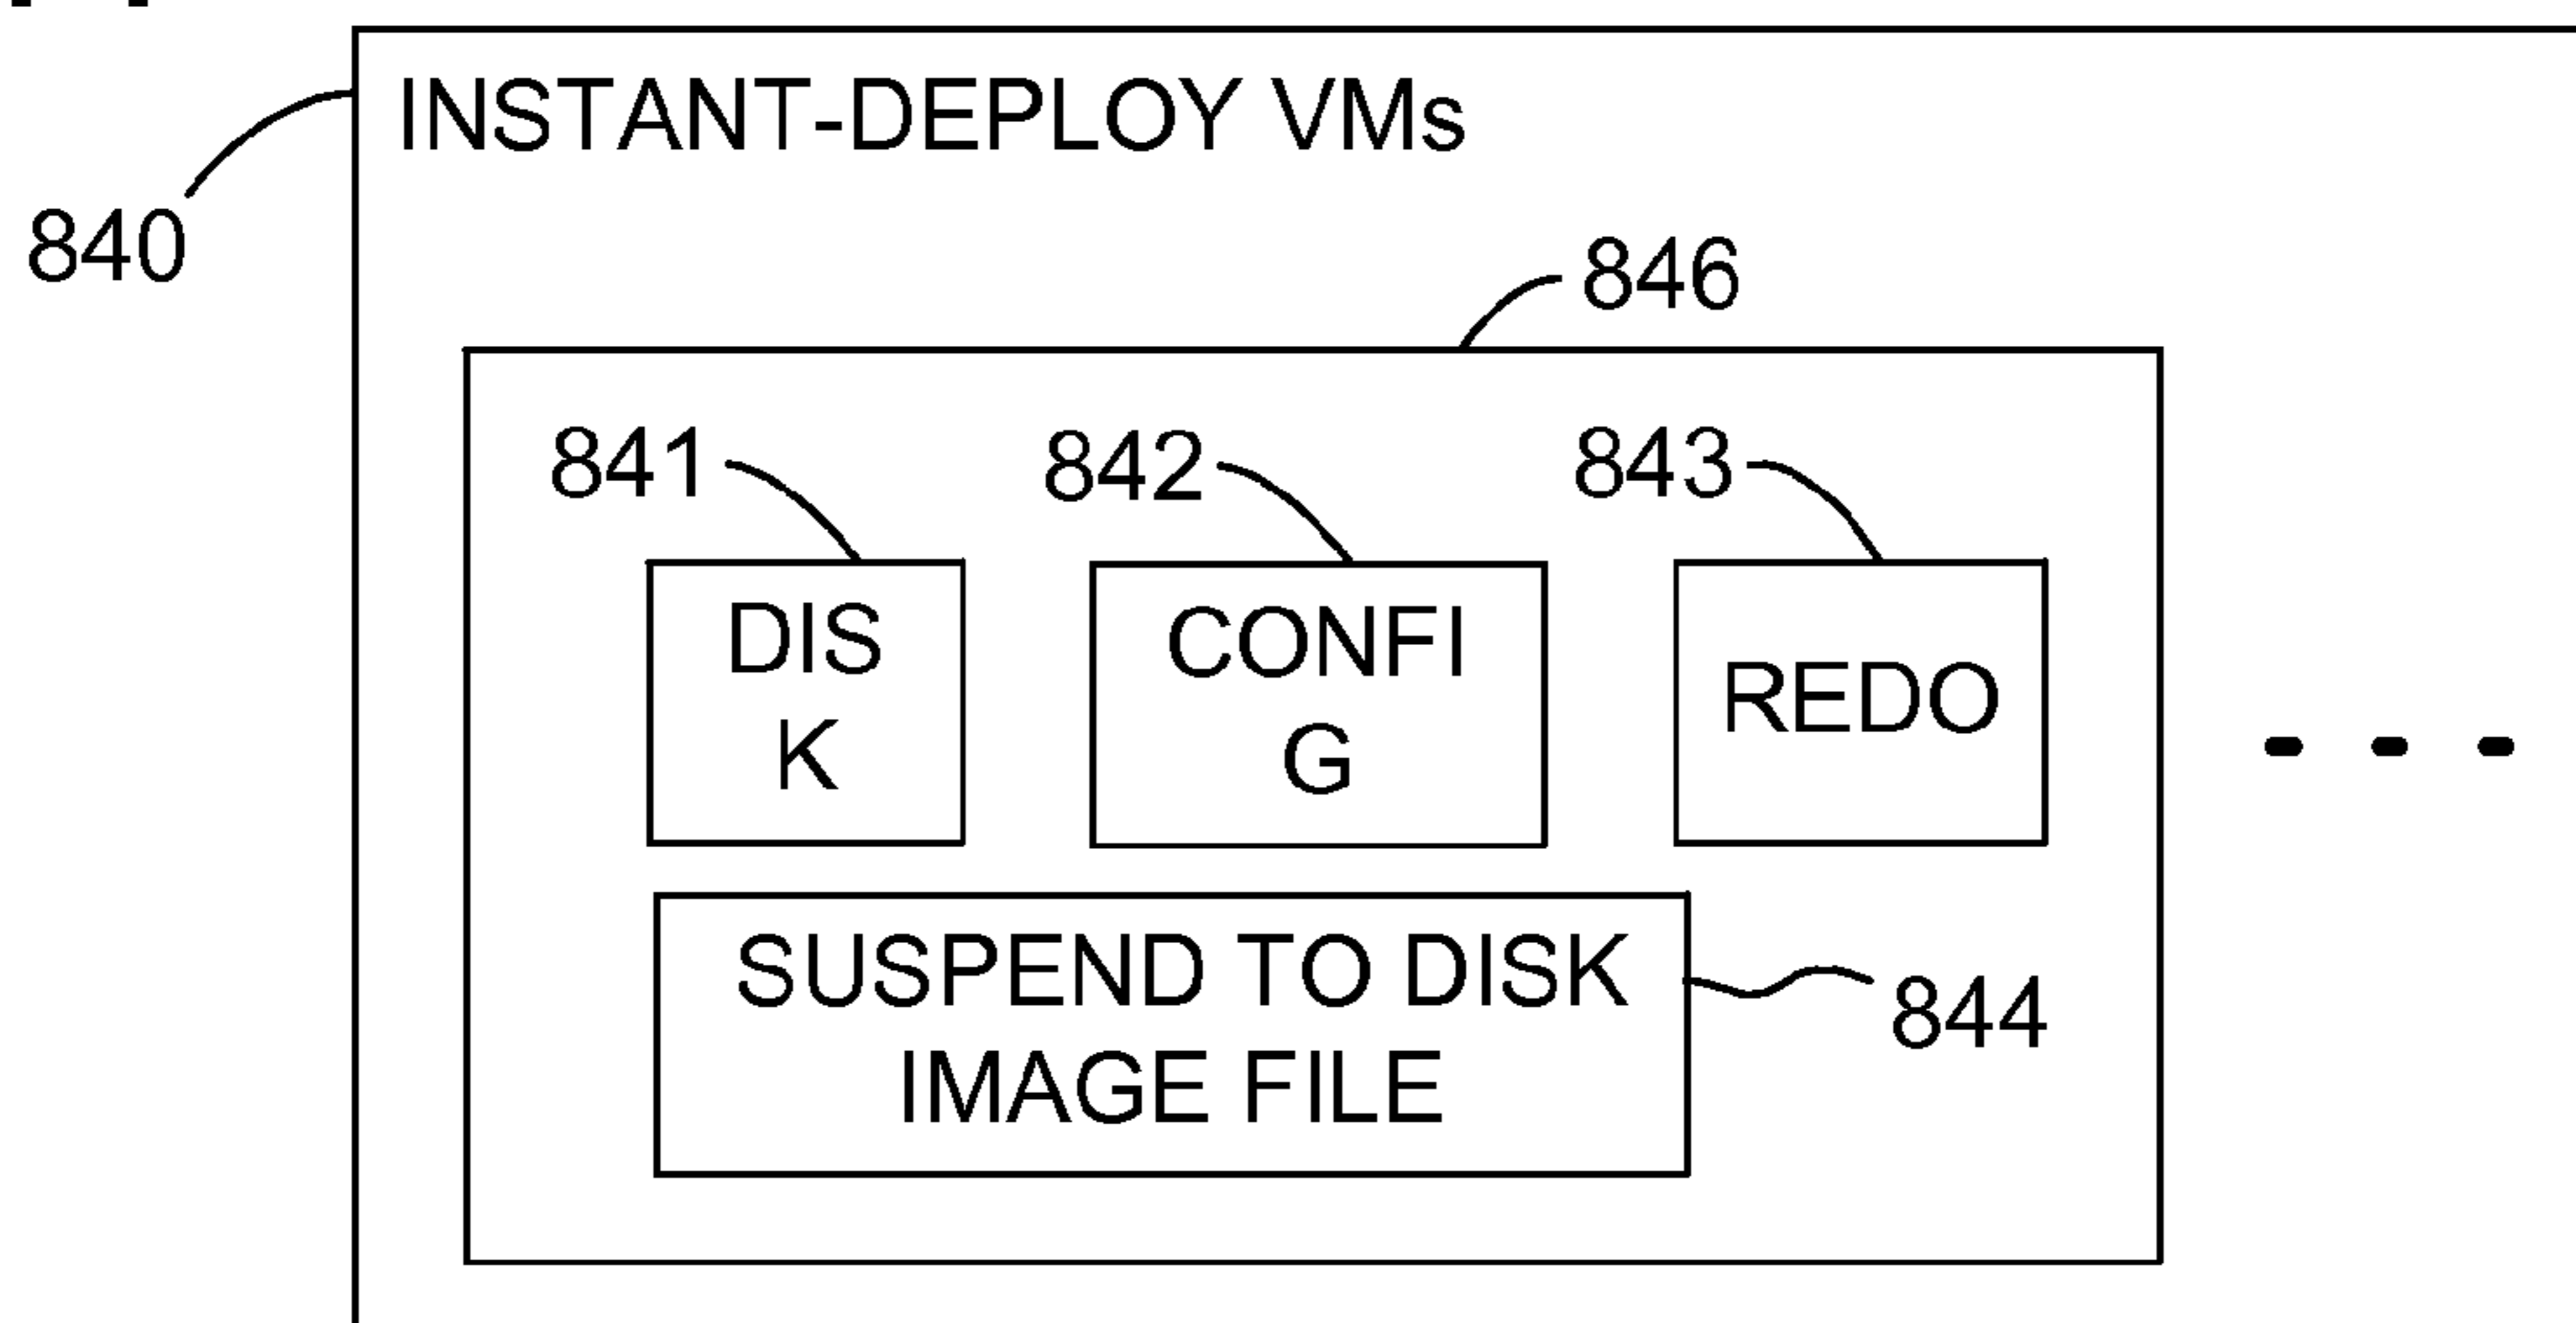 INSTANT-DEPLOY VMs
840
846
841
842
843
DIS
K
CONFI
G
REDO
SUSPEND TO DISK
IMAGE FILE
844